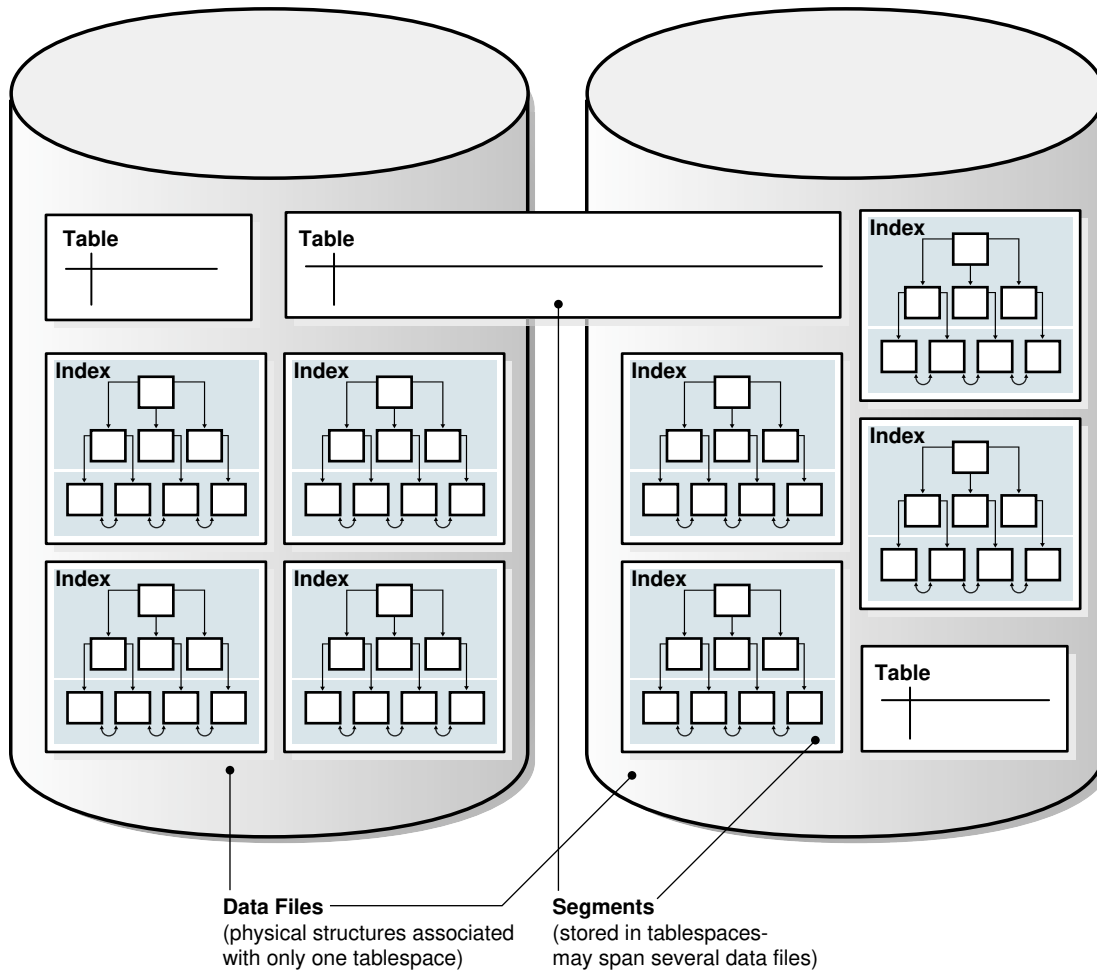 Table
Table
Index
Index
Index
Index
Index
Index
Index
Index
Table
Data Files
(physical structures associated
with only one tablespace)
Segments
(stored in tablespaces-
may span several data files)